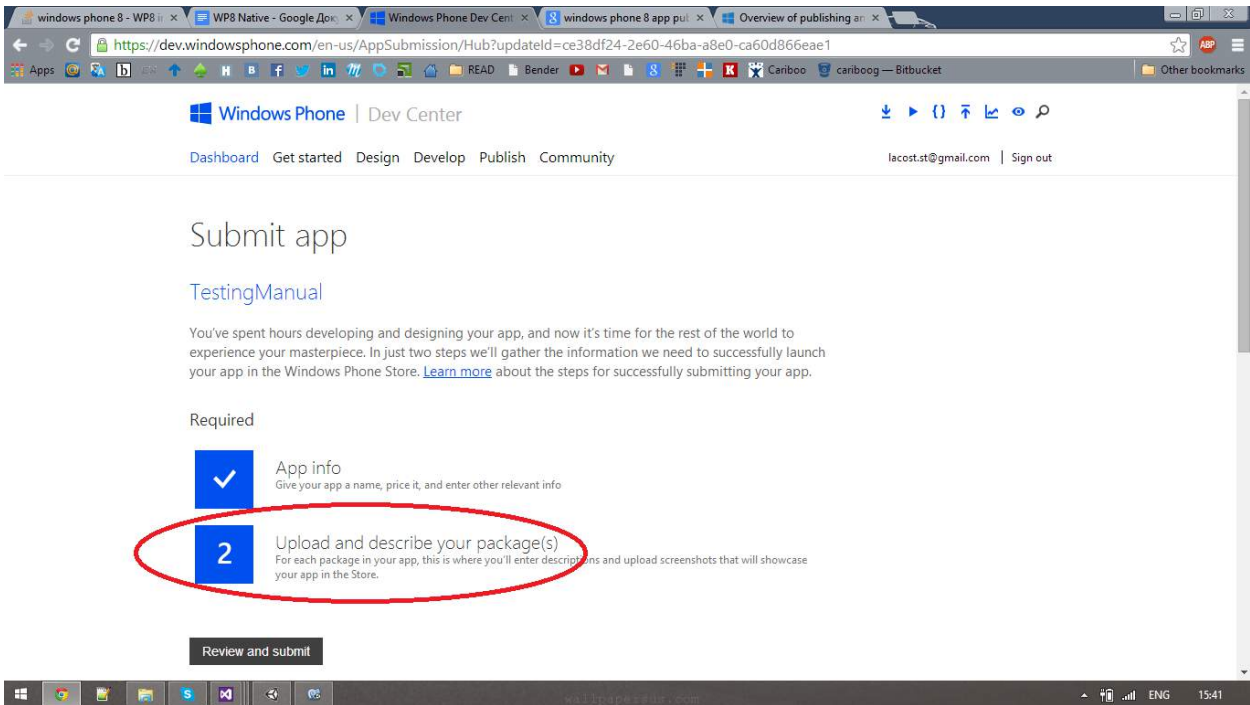 windows phone 8 - WP8 in
WP8 Native - Google Док
Windows Phone Dev Cent
windows phone 8 app pub
Overview of publishing an
https://dev.windowsphone.com/en-us/AppSubmission/Hub?updateId=ce38df24-2e60-46ba-a8e0-ca60d866eae1
ABP
Apps
READ
Bender
Cariboo
cariboog — Bitbucket
Other bookmarks
Windows Phone | Dev Center
Dashboard Get started Design Develop Publish Community
lacost.st@gmail.com | Sign out
Submit app
TestingManual
You've spent hours developing and designing your app, and now it's time for the rest of the world to
experience your masterpiece. In just two steps we'll gather the information we need to successfully launch
your app in the Windows Phone Store. Learn more about the steps for successfully submitting your app.
Required
App info
Give your app a name, price it, and enter other relevant info
2
Upload and describe your package(s)
For each package in your app, this is where you'll enter descriptions and upload screenshots that will showcase
your app in the Store.
Review and submit
ENG 15:41